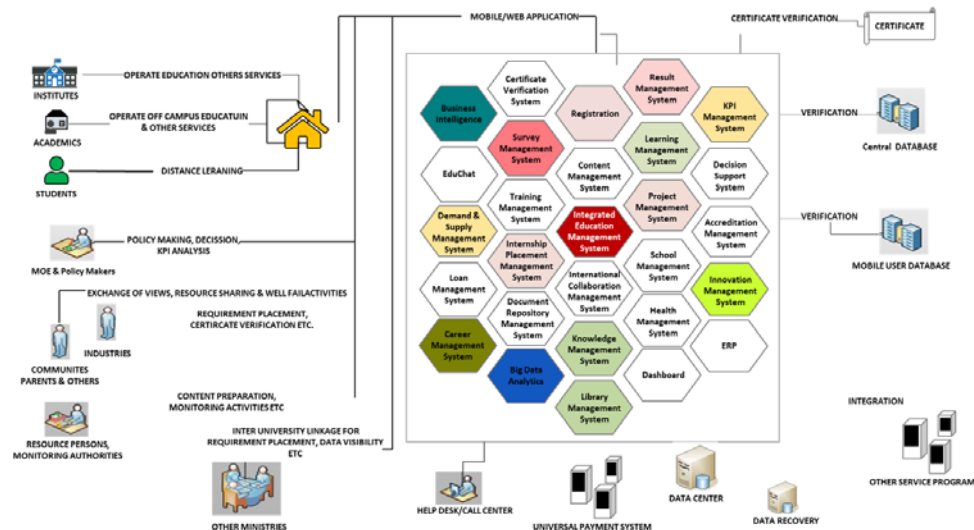 MOBILE/WEB APPLICATION
CERTIFICATE VERIFICATION
CERTIFICATE
OPERATE EDUCATION OTHERS SERVICES
INSTITUTES
OPERATE OFF CAMPUS EDUCATUIN
& OTHER SERVICES
ACADEMICS
DISTANCE LERANING
STUDENTS
POLICY MAKING, DECISSION,
KPI ANALYSIS
MOE & Policy Makers
EXCHANGE OF VIEWS, RESOURCE SHARING & WELL FAILACTIVITIES
REQUIREMENT PLACEMENT,
CERTIRCATE VERIFICATION ETC.
INDUSTRIES
COMMUNITES
PARENTS & OTHERS
CONTENT PREPARATION,
MONITORING ACTIVITIES ETC
RESOURCE PERSONS,
MONITORING AUTHORITIES
INTER UNIVERSITY LINKAGE FOR
REQUIREMENT PLACEMENT, DATA VISIBILITY
ETC
OTHER MINISTRIES
Business
Intelligence
Certificate
Verification
System
Registration
Result
Management
System
KPI
Management
System
Survey
Management
System
Learning
Management
System
EduChat
Content
Management
System
Decision
Support
System
Training
Management
System
Project
Management
System
Demand &
Supply
Management
System
Integrated
Education
Management
System
Accreditation
Management
System
Internship
Placement
Management
System
School
Management
System
Loan
Management
System
International
Collaboration
Management
System
Innovation
Management
System
Document
Repository
Management
System
Health
Management
System
Career
Management
System
Knowledge
Management
System
ERP
Big Data
Analytics
Dashboard
Library
Management
System
VERIFICATION
Central DATABASE
VERIFICATION
MOBILE USER DATABASE
INTEGRATION
OTHER SERVICE PROGRAM
HELP DESK/CALL CENTER
UNIVERSAL PAYMENT SYSTEM
DATA CENTER
DATA RECOVERY